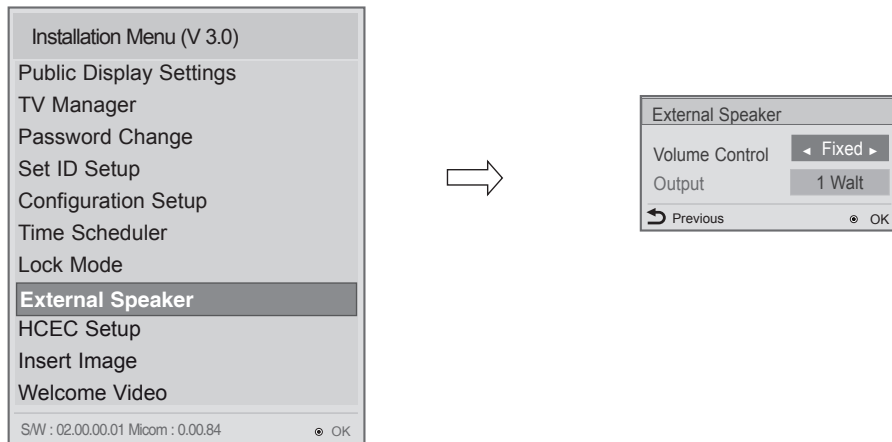 Installation Menu (V 3.0)
Public Display Settings
TV Manager
Password Change
Set ID Setup
Configuration Setup
Time Scheduler
Lock Mode
External Speaker
HCEC Setup
Insert Image
Welcome Video
S/W : 02.00.00.01 Micom : 0.00.84 ◉ OK
External Speaker
Volume Control ◄ Fixed ►
Output 1 Walt
Previous ◉ OK